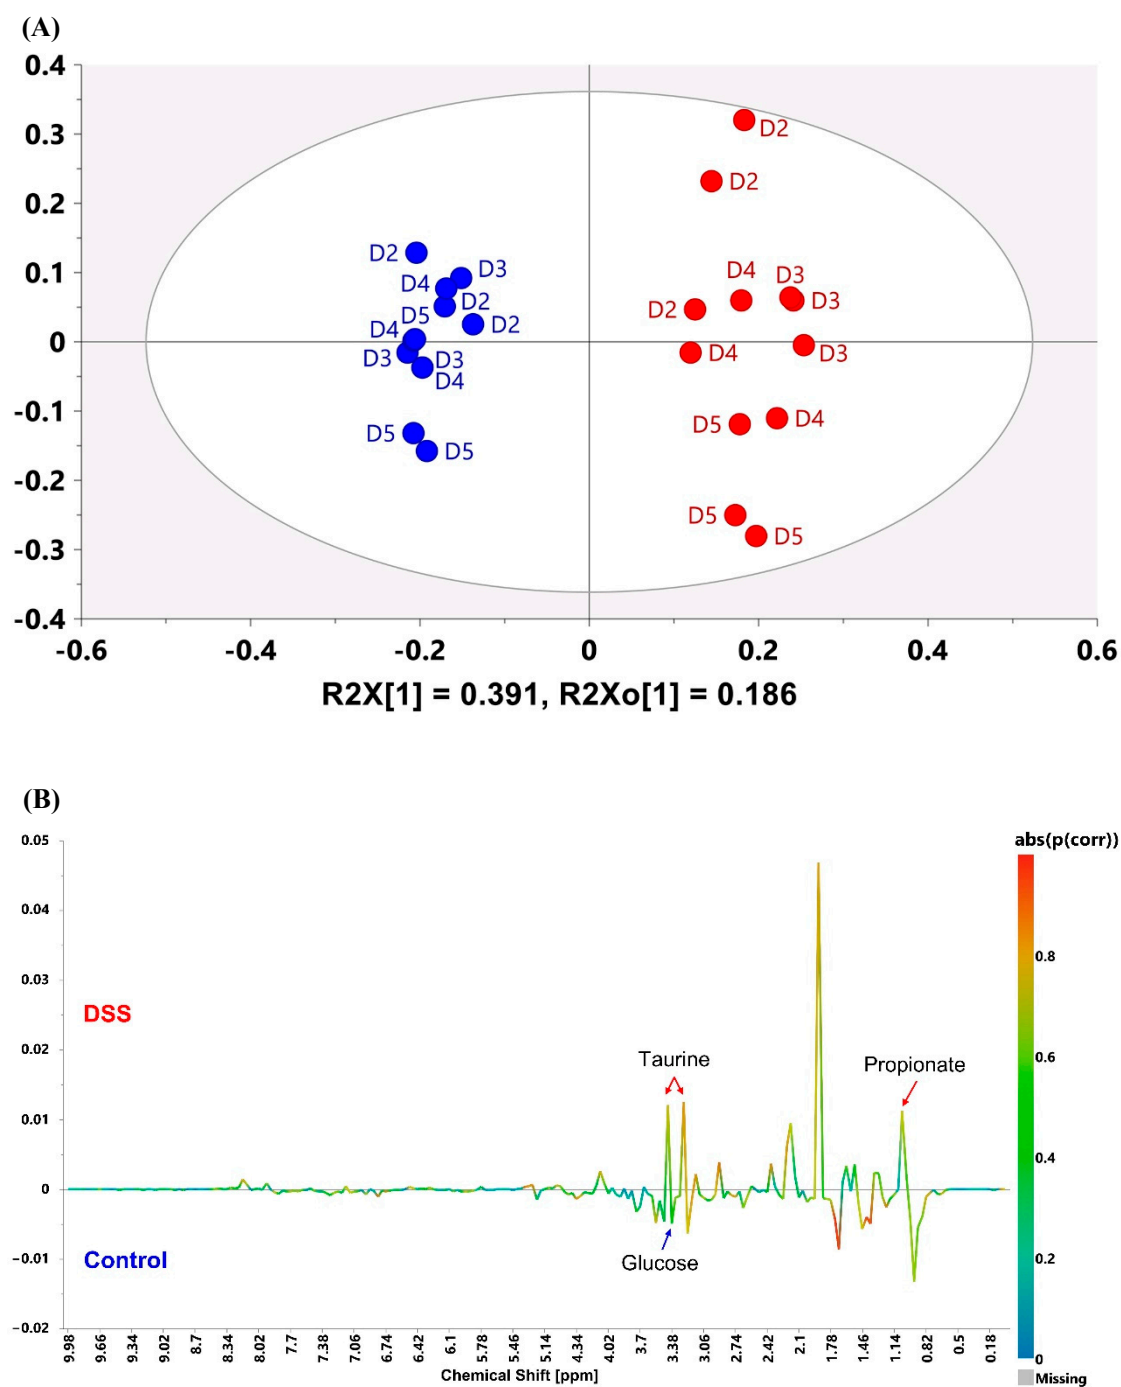 (A)
0.4
0.3
0.2
0.1
0
-0.1
-0.2
-0.3
-0.4
D2
D2
D2
D3
D4
D2
D5
D2
D4
D3
D3
D4
D5
D5
D4
D3
D3
D2
D4
D3
D5
D4
D5
D5
-0.6
-0.4
-0.2
0
0.2
0.4
0.6
R2X[1] = 0.391, R2Xo[1] = 0.186
(B)
abs(p(corr))
0.05
0.04
0.03
0.02
0.01
0
−0.01
−0.02
DSS
Control
Taurine
Propionate
Glucose
0.8
0.6
0.4
0.2
0
Missing
9.98
9.66
9.34
9.02
8.7
8.34
8.02
7.7
7.38
7.06
6.74
6.42
6.1
5.78
5.46
5.14
4.34
4.02
3.7
3.38
3.06
2.74
2.42
2.1
1.78
1.46
1.14
0.82
0.5
0.18
Chemical Shift [ppm]